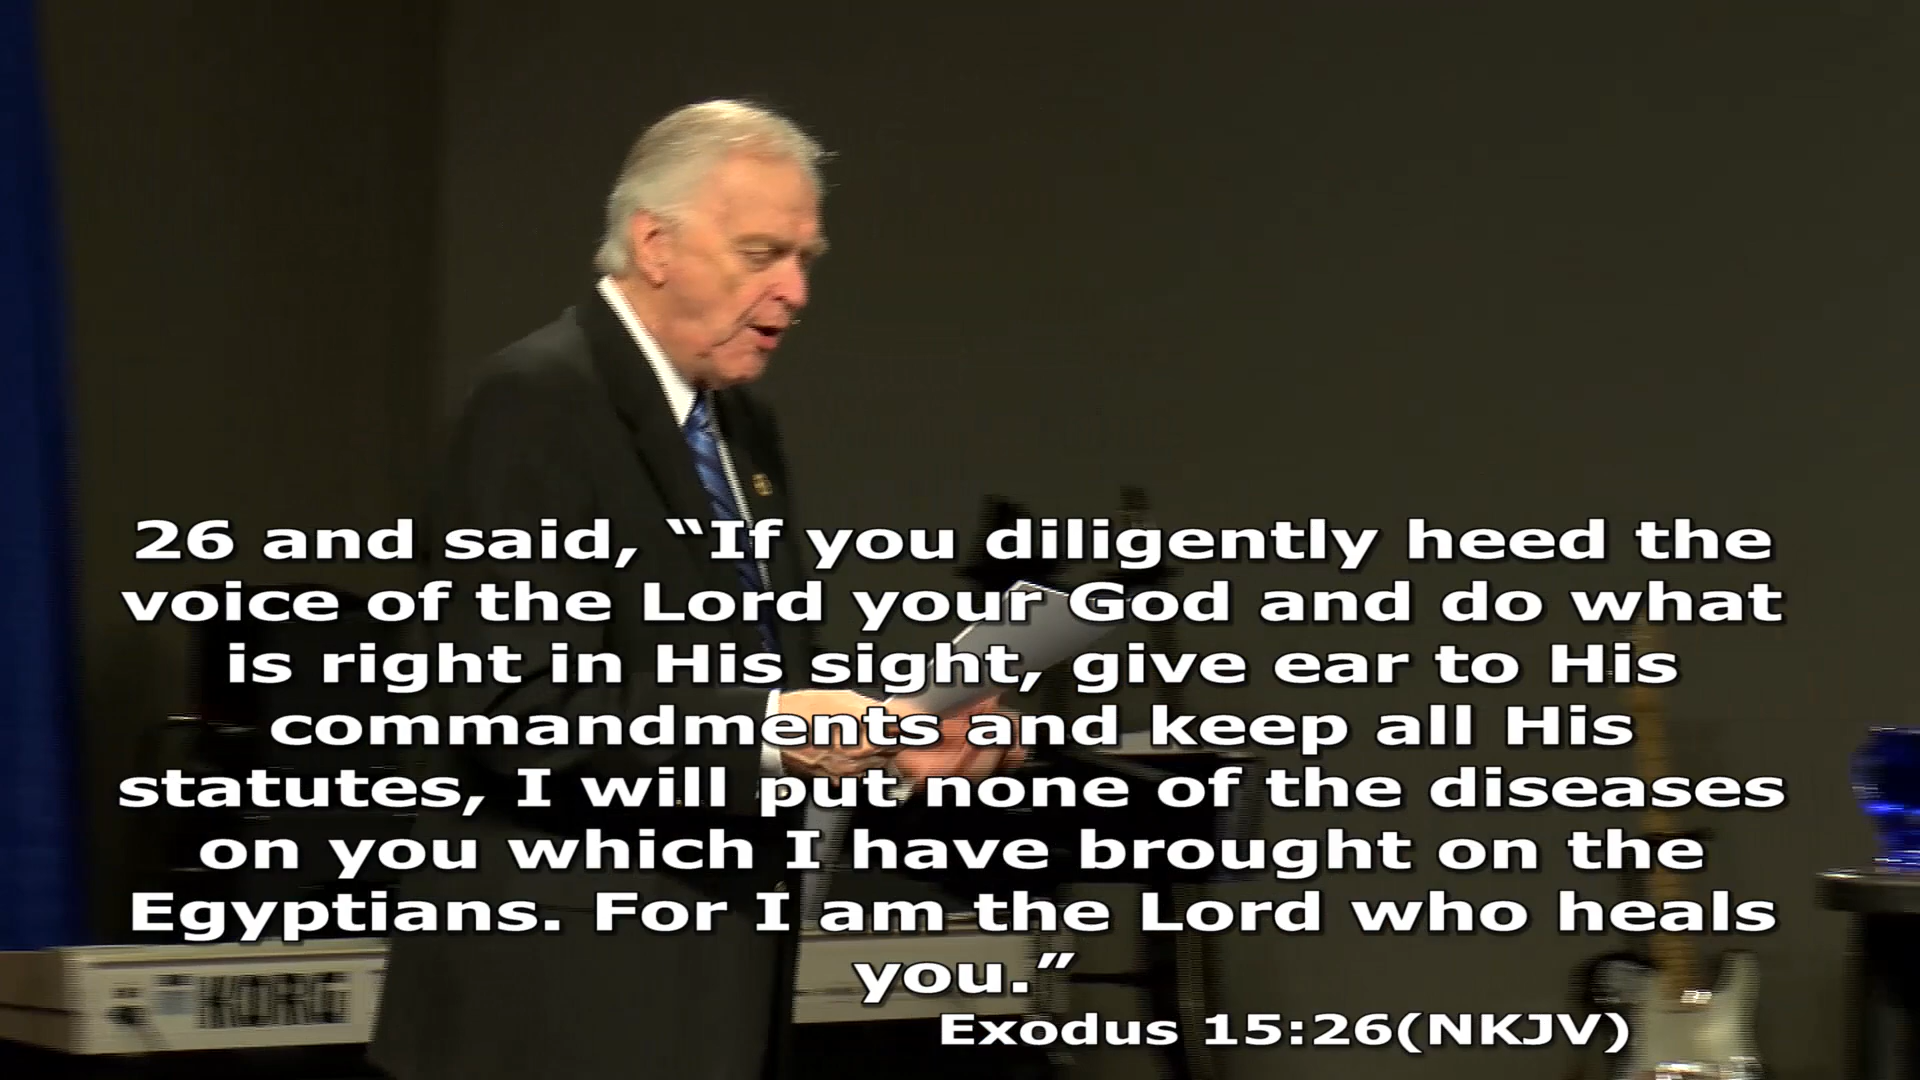 26 and said, “If you diligently heed the
voice of the Lord your God and do what
is right in His sight, give ear to His
commandments and keep all His
statutes, I will put none of the diseases
on you which I have brought on the
Egyptians. For I am the Lord who heals
you.”
Exodus 15:26(NKJV)
KORG